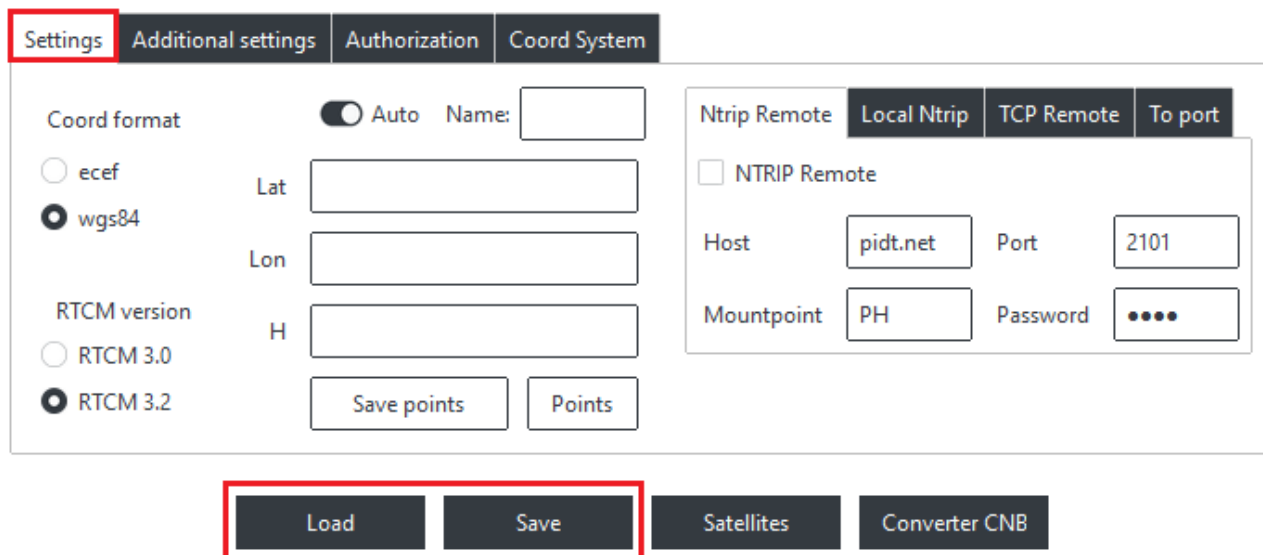 Settings Additional settings Authorization Coord System
Coord format
Auto Name:
ecef
wgs84
Lat
Lon
H
RTCM version
RTCM 3.0
RTCM 3.2
Save points Points
Ntrip Remote Local Ntrip TCP Remote To port
NTRIP Remote
Host pidt.net Port 2101
Mountpoint PH Password ●●●●
Load Save Satellites Converter CNB